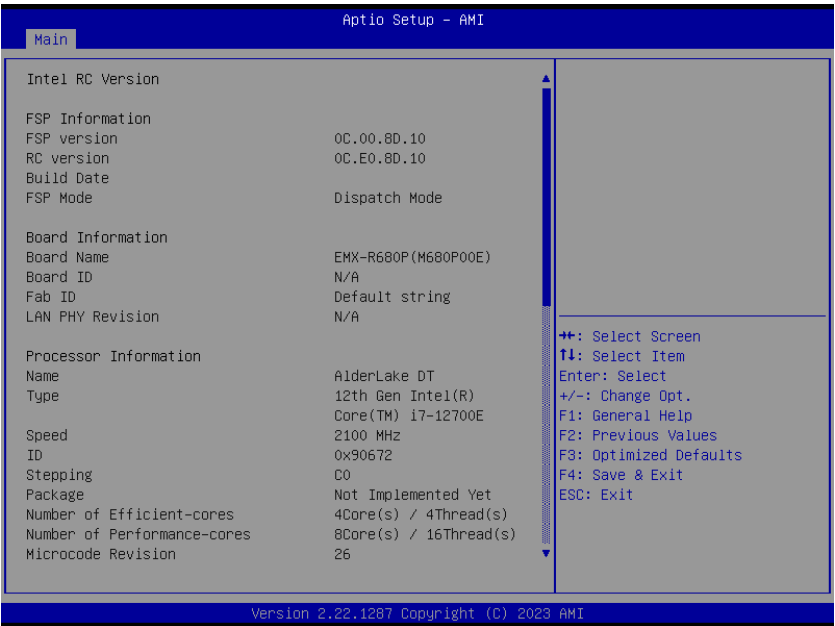 Aptio Setup – AMI
Main
Intel RC Version
FSP Information
FSP version 0C.00.8D.10
RC version 0C.E0.8D.10
Build Date
FSP Mode Dispatch Mode
Board Information
Board Name EMX-R680P(M680P00E)
Board ID N/A
Fab ID Default string
LAN PHY Revision N/A
Processor Information
Name AlderLake DT
Type 12th Gen Intel(R)
Core(TM) i7-12700E
Speed 2100 MHz
ID 0x90672
Stepping C0
Package Not Implemented Yet
Number of Efficient-cores 4Core(s) / 4Thread(s)
Number of Performance-cores 8Core(s) / 16Thread(s)
Microcode Revision 26
→←: Select Screen
↑↓: Select Item
Enter: Select
+/-: Change Opt.
F1: General Help
F2: Previous Values
F3: Optimized Defaults
F4: Save & Exit
ESC: Exit
Version 2.22.1287 Copyright (C) 2023 AMI